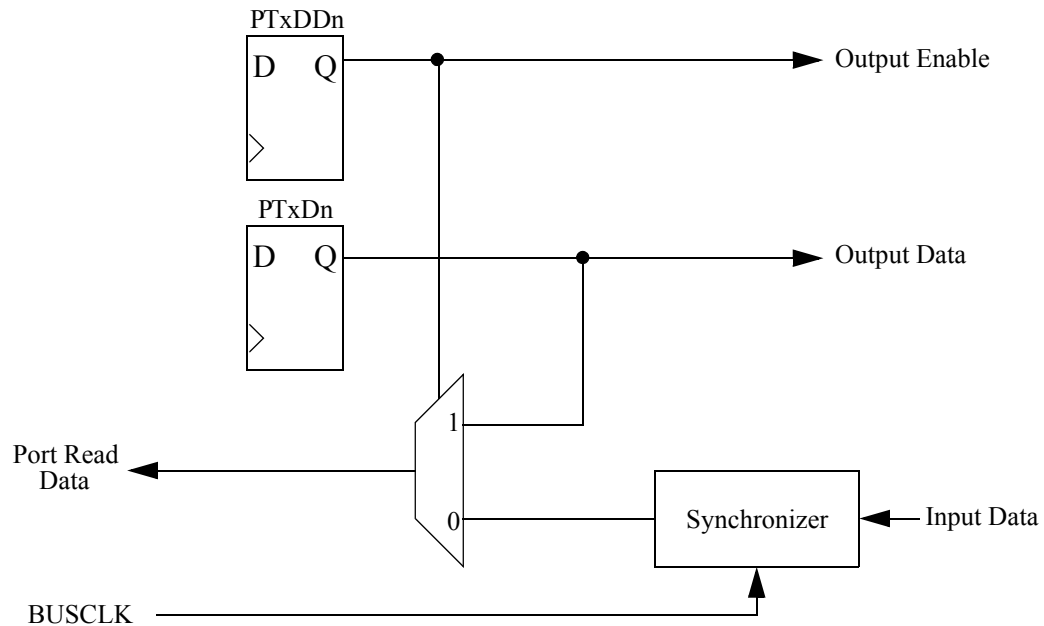 PTxDDn
D Q
Output Enable
PTxDn
D Q
Output Data
1
Port Read
Data
0
Synchronizer
Input Data
BUSCLK